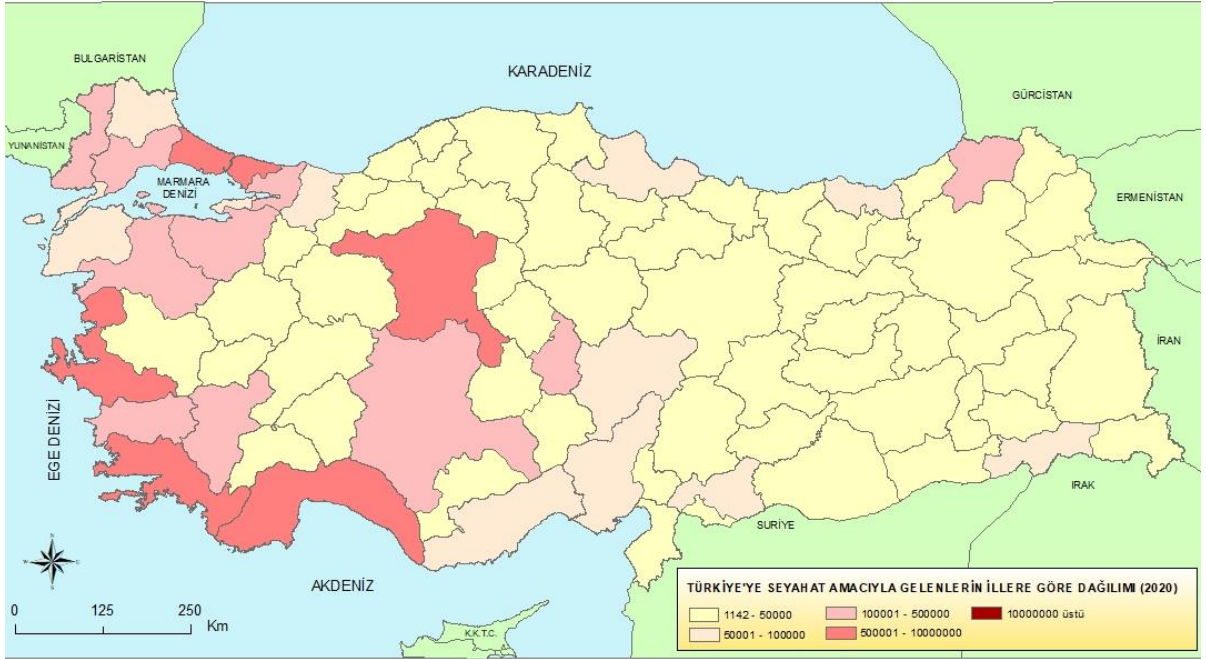 BULGARİSTAN
KARADENİZ
GÜRCİSTAN
YUNANİSTAN
MARMARA
DENİZİ
ERMENİSTAN
İRAN
EGE DENİZİ
IRAK
SURİYE
AKDENİZ
K.K.T.C.
N
0 125 250
Km
TÜRKİYE'YE SEYAHAT AMACIYLA GELENLERİN İLLERE GÖRE DAĞILIMI (2020)
1142 - 50000 100001 - 500000 10000000 üstü
50001 - 100000 500001 - 10000000